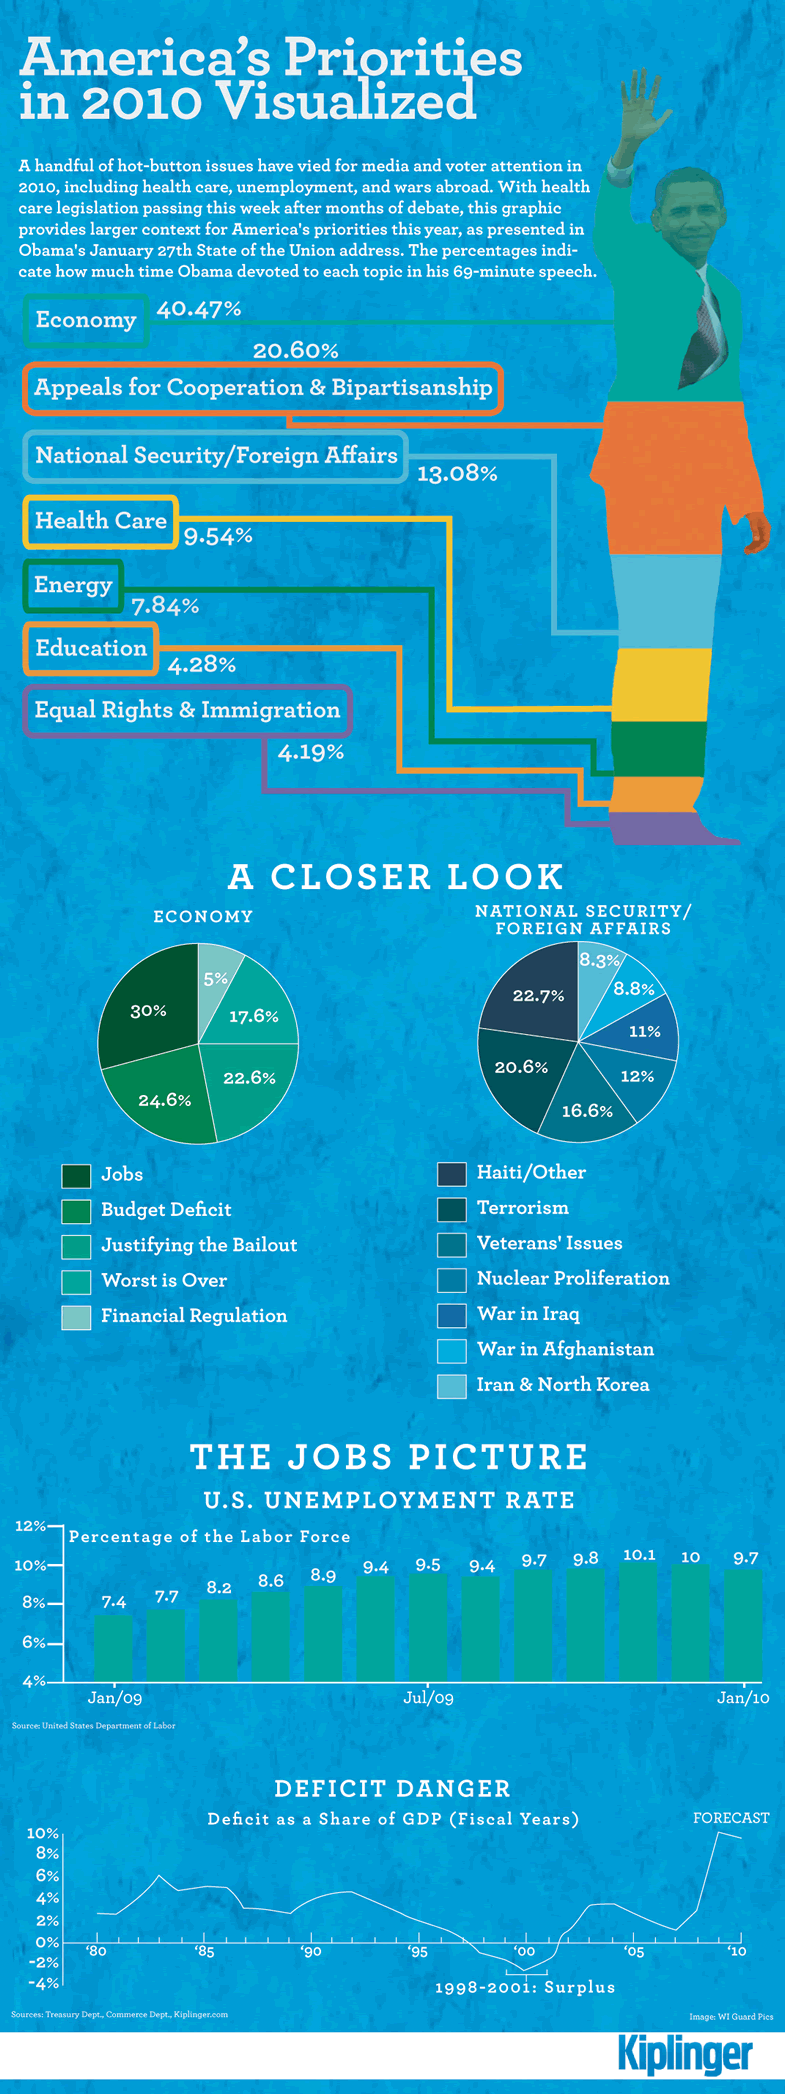 America's Priorities
in 2010 Visualized
A handful of hot-button issues have vied for media and voter attention in
2010, including health care, unemployment, and wars abroad. With health
care legislation passing this week after months of debate, this graphic
provides larger context for America's priorities this year, as presented in
Obama's January 27th State of the Union address. The percentages indi-
cate how much time Obama devoted to each topic in his 69-minute speech.
Economy
40.47%
20.60%
Appeals for Cooperation & Bipartisanship
National Security/Foreign Affairs
13.08%
Health Care
9.54%
Energy
7.84%
Education
4.28%
Equal Rights & Immigration
4.19%
A CLOSER LOOK
ECONOMY
5%
17.6%
22.6%
24.6%
30%
Jobs
Budget Deficit
Justifying the Bailout
Worst is Over
Financial Regulation
NATIONAL SECURITY/
FOREIGN AFFAIRS
8.3%
8.8%
11%
12%
16.6%
20.6%
22.7%
Haiti/Other
Terrorism
Veterans' Issues
Nuclear Proliferation
War in Iraq
War in Afghanistan
Iran & North Korea
THE JOBS PICTURE
U.S. UNEMPLOYMENT RATE
Percentage of the Labor Force
12%
10%
8%
6%
4%
7.4 7.7 8.2 8.6 8.9 9.4 9.5 9.4 9.7 9.8 10.1 10 9.7
Jan/09 Jul/09 Jan/10
Source: United States Department of Labor
DEFICIT DANGER
Deficit as a Share of GDP (Fiscal Years)
FORECAST
10%
8%
6%
4%
2%
0%
-2%
-4%
'80 '85 '90 '95 '00 '05 '10
1998-2001: Surplus
Sources: Treasury Dept., Commerce Dept., Kiplinger.com
Image: WI Guard Pics
Kiplinger